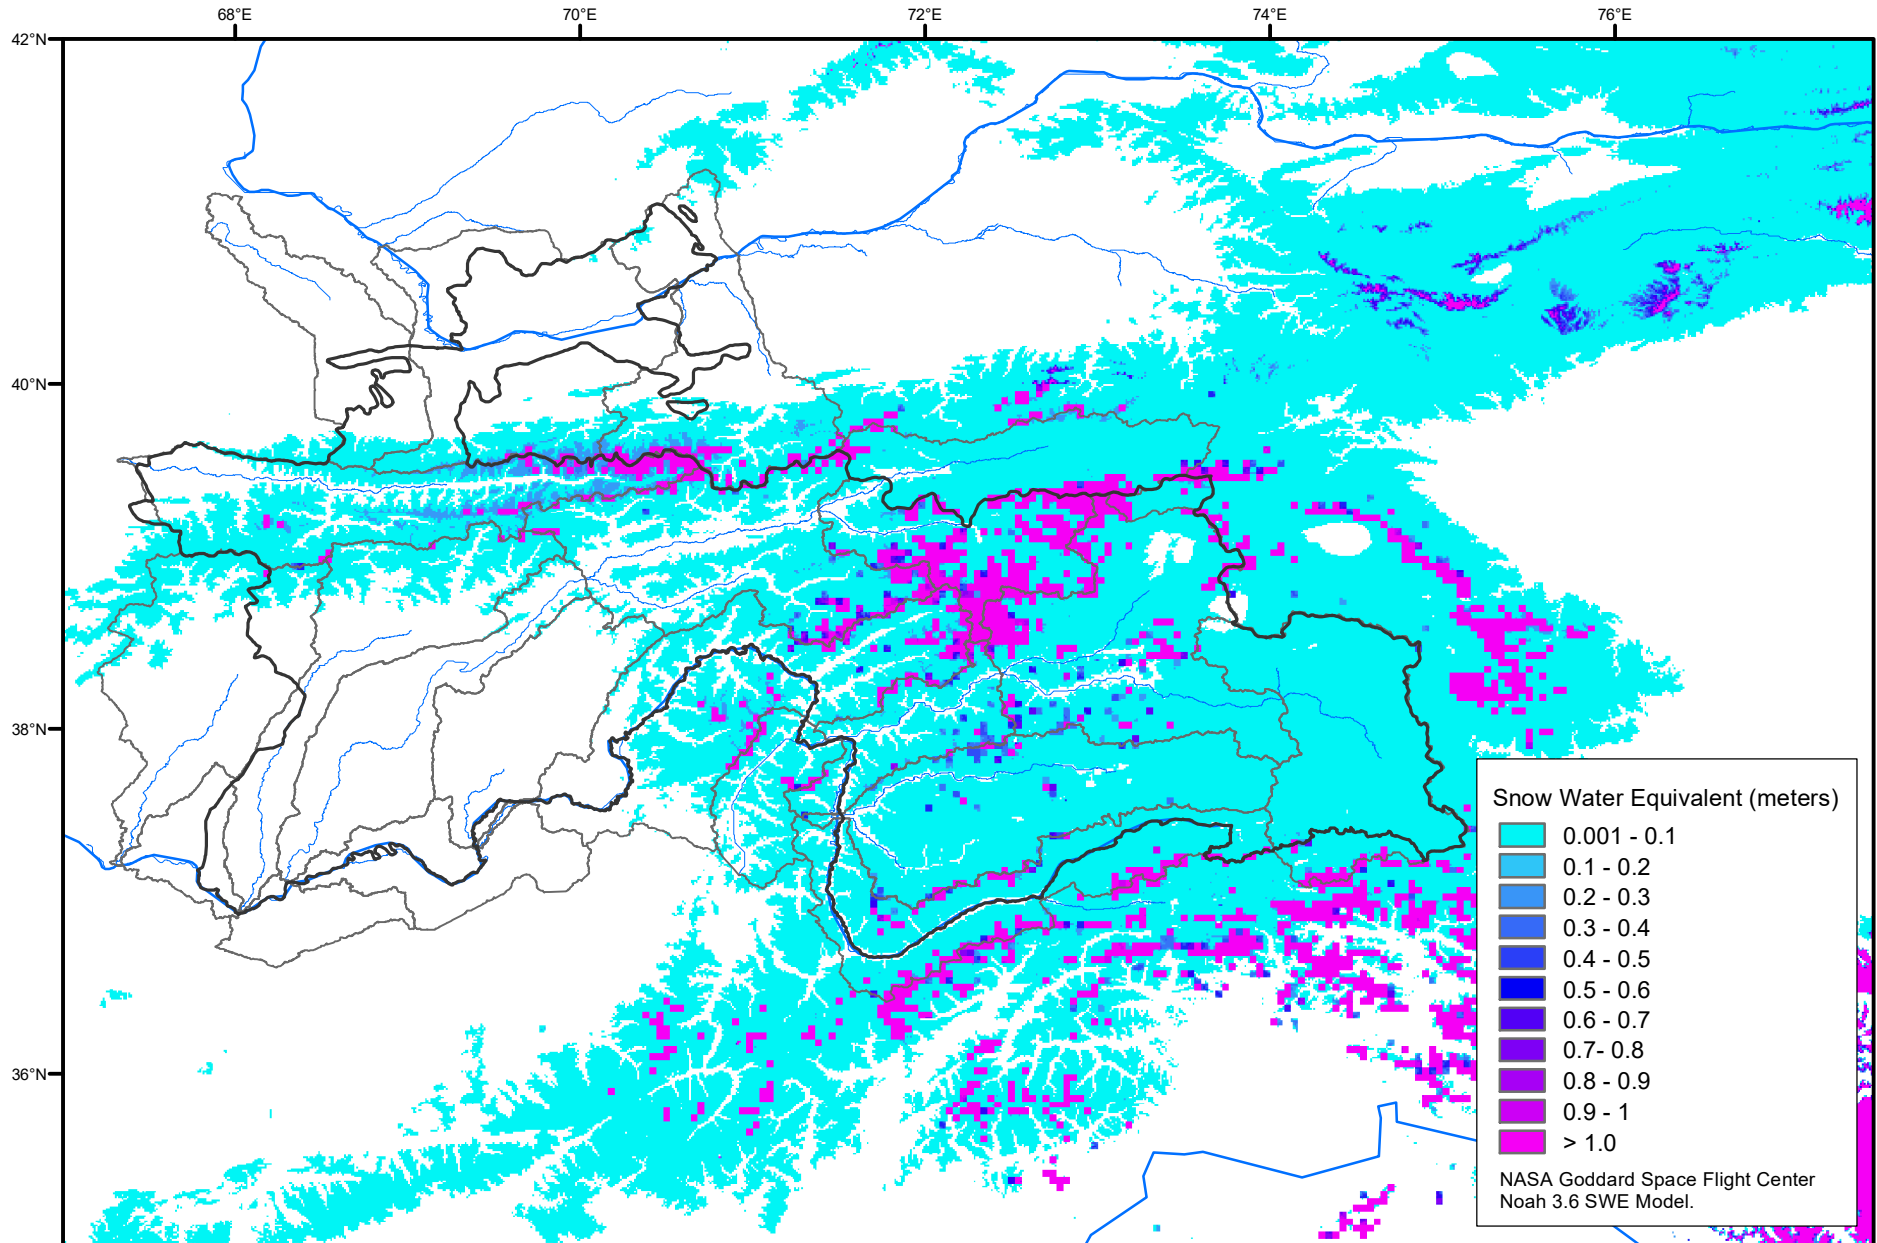 68°E
70°E
72°E
74°E
76°E
42°N
40°N
38°N
36°N
Snow Water Equivalent (meters)
0.001 - 0.1
0.1 - 0.2
0.2 - 0.3
0.3 - 0.4
0.4 - 0.5
0.5 - 0.6
0.6 - 0.7
0.7- 0.8
0.8 - 0.9
0.9 - 1
> 1.0
NASA Goddard Space Flight Center
Noah 3.6 SWE Model.